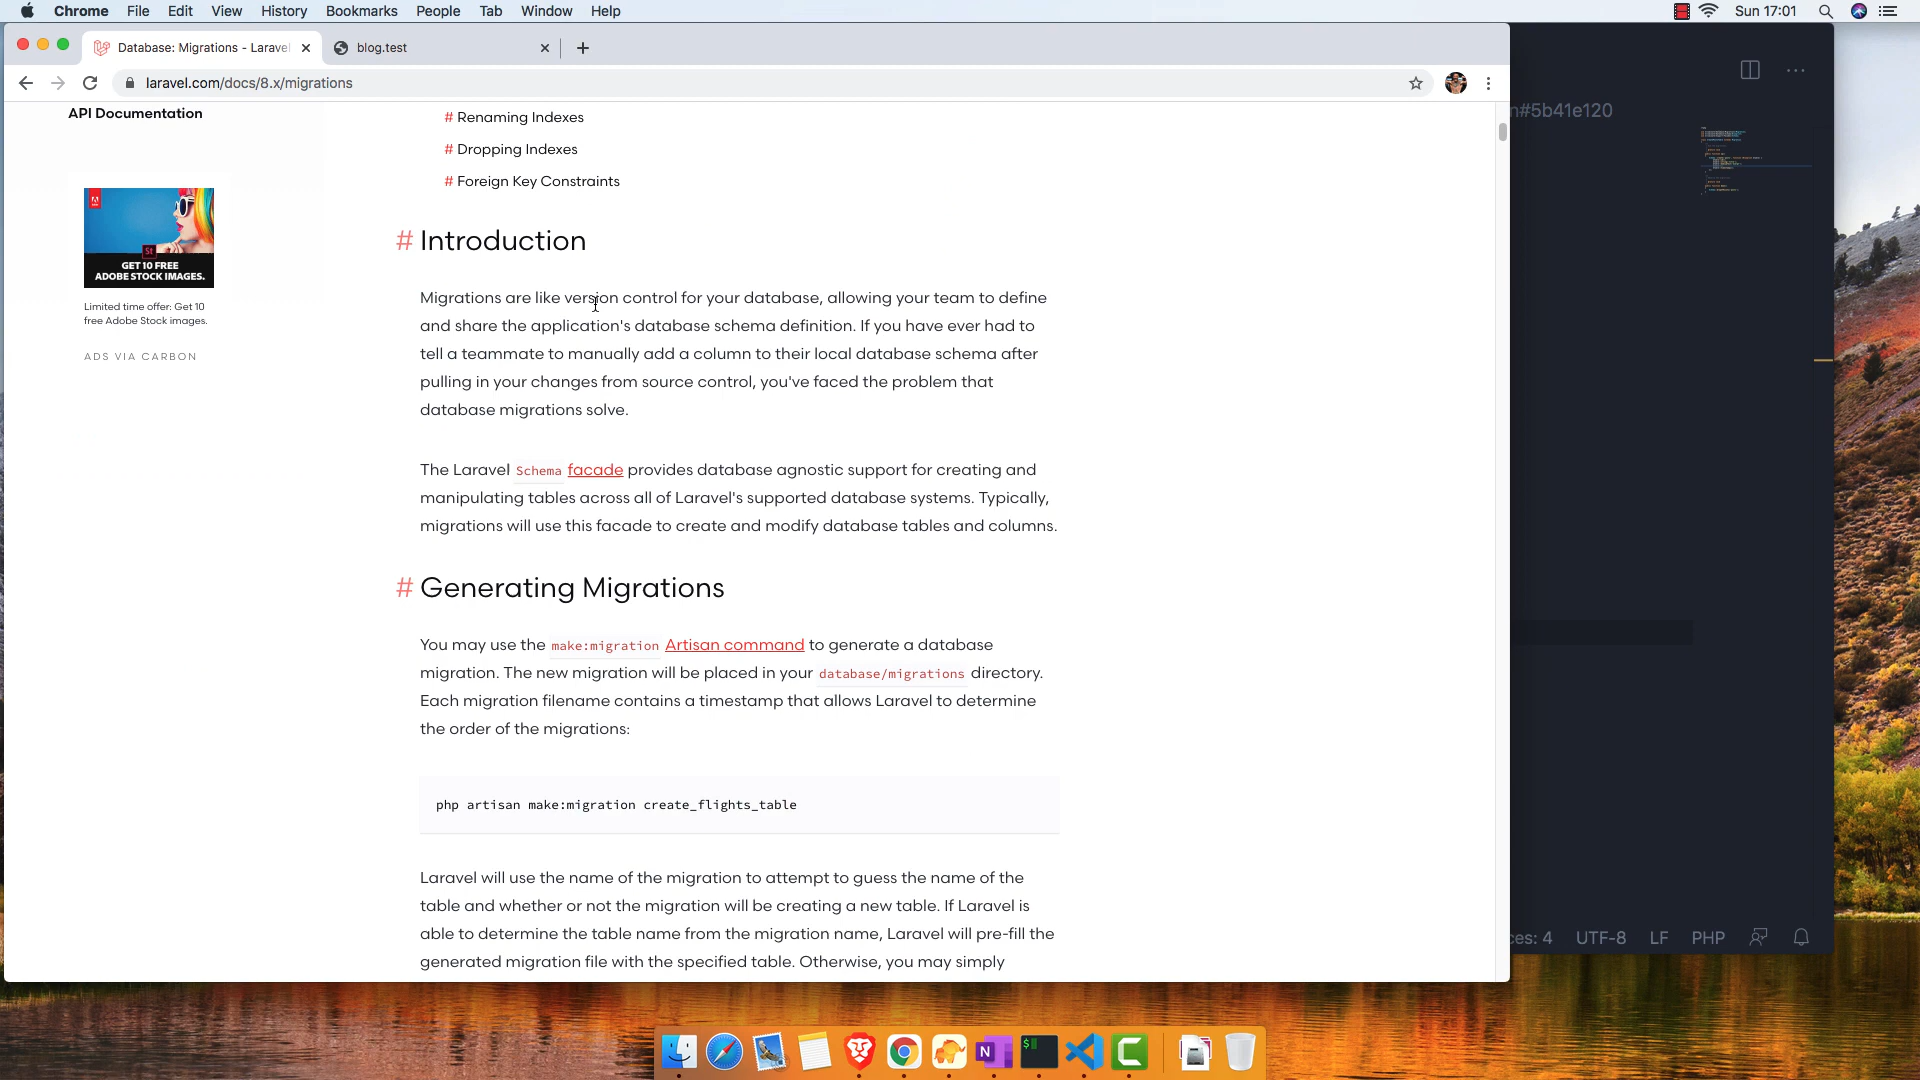 Chrome File Edit View History Bookmarks People Tab Window Help Sun 17:01
Database: Migrations - Laravel
blog.test
laravel.com/docs/8.x/migrations
API Documentation
GET 10 FREE
ADOBE STOCK IMAGES.
Limited time offer: Get 10
free Adobe Stock images.
ADS VIA CARBON
# Renaming Indexes
# Dropping Indexes
# Foreign Key Constraints
# Introduction
Migrations are like version control for your database, allowing your team to define
and share the application's database schema definition. If you have ever had to
tell a teammate to manually add a column to their local database schema after
pulling in your changes from source control, you've faced the problem that
database migrations solve.
The Laravel Schema facade provides database agnostic support for creating and
manipulating tables across all of Laravel's supported database systems. Typically,
migrations will use this facade to create and modify database tables and columns.
# Generating Migrations
You may use the make:migration Artisan command to generate a database
migration. The new migration will be placed in your database/migrations directory.
Each migration filename contains a timestamp that allows Laravel to determine
the order of the migrations:
php artisan make:migration create_flights_table
Laravel will use the name of the migration to attempt to guess the name of the
table and whether or not the migration will be creating a new table. If Laravel is
able to determine the table name from the migration name, Laravel will pre-fill the
generated migration file with the specified table. Otherwise, you may simply
n#5b41e120
ces: 4 UTF-8 LF PHP